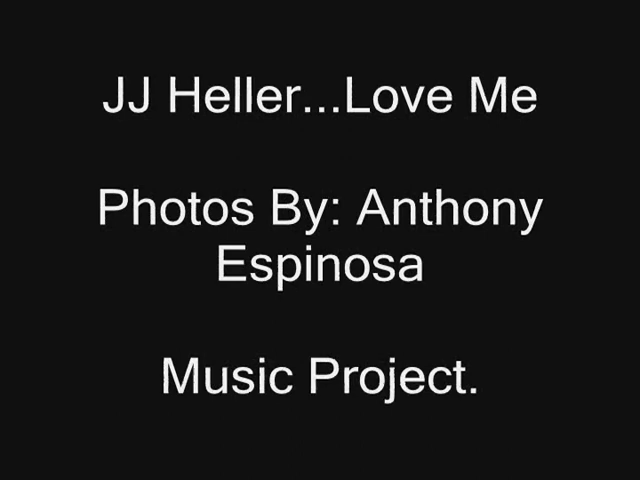 JJ Heller...Love Me
Photos By: Anthony
Espinosa
Music Project.